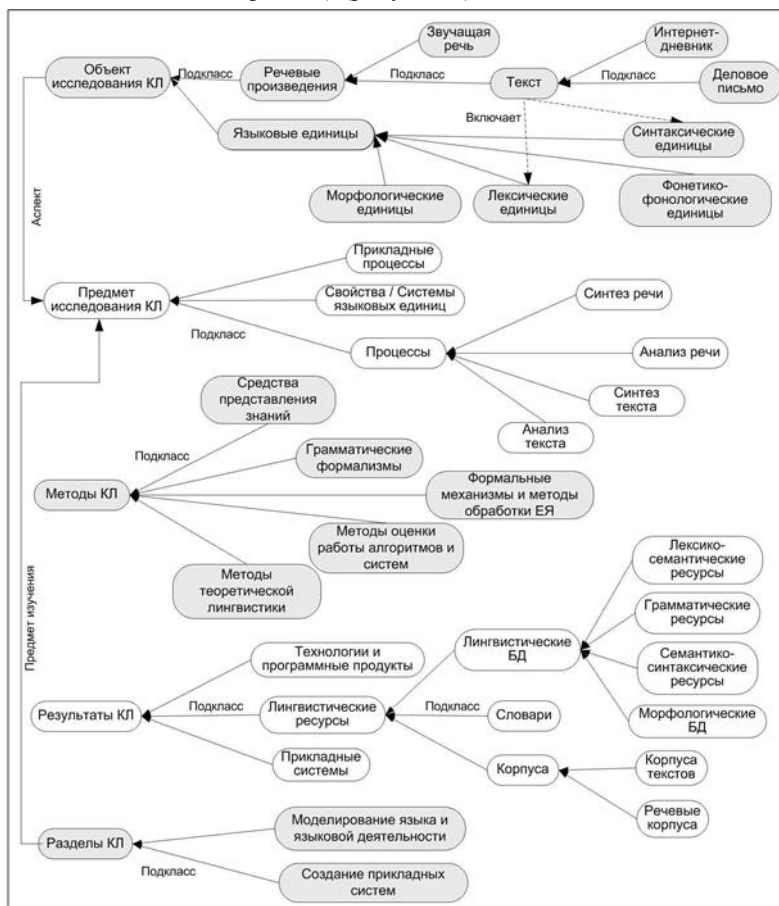 Звучащая
речь
Интернет-
дневник
Объект
исследования КЛ
Подкласс
Речевые
произведения
Подкласс
Текст
Подкласс
Деловое
письмо
Языковые единицы
Включает
Синтаксические
единицы
Морфологические
единицы
Лексические
единицы
Фонетико-
фонологические
единицы
Аспект
Прикладные
процессы
Предмет
исследования КЛ
Свойства / Системы
языковых единиц
Синтез речи
Подкласс
Процессы
Анализ речи
Синтез
текста
Анализ
текста
Средства
представления
знаний
Подкласс
Грамматические
формализмы
Методы КЛ
Формальные
механизмы и методы
обработки ЕЯ
Методы оценки
работы алгоритмов и
систем
Методы
теоретической
лингвистики
Предмет изучения
Лексико-
семантические
ресурсы
Грамматические
ресурсы
Технологии и
программные продукты
Лингвистические
БД
Семантико-
синтаксические
ресурсы
Результаты КЛ
Подкласс
Лингвистические
ресурсы
Подкласс
Словари
Морфологические
БД
Прикладные
системы
Корпуса
Корпуса
текстов
Речевые
корпуса
Моделирование языка и
языковой деятельности
Разделы КЛ
Подкласс
Создание прикладных
систем